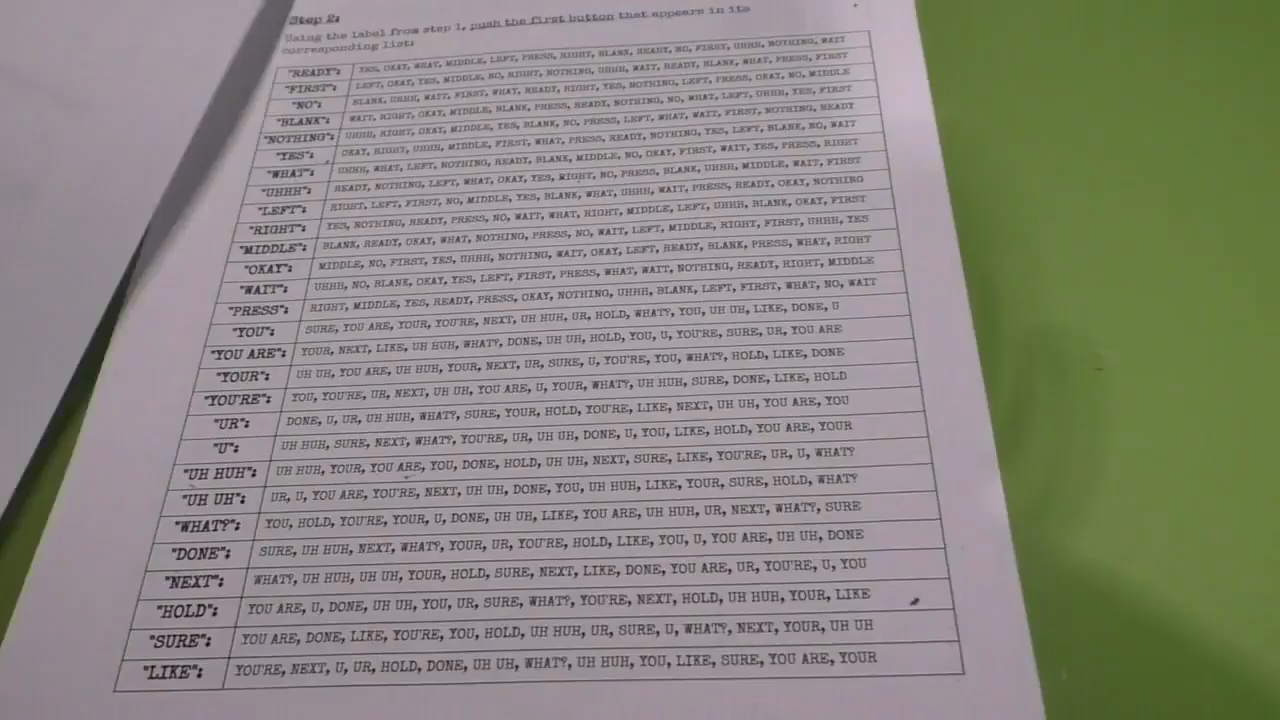 Step 2:
Using the label from step 1, push the first button that appears in its
corresponding list:
"READY": YES, OKAY, WHAT, MIDDLE, LEFT, PRESS, RIGHT, BLANK, READY, NO, FIRST, UHHH, NOTHING, WAIT
"FIRST": LEFT, OKAY, YES, MIDDLE, NO, RIGHT, NOTHING, UHHH, WAIT, READY, BLANK, WHAT, PRESS, FIRST
"NO": BLANK, UHHH, WAIT, FIRST, WHAT, READY, RIGHT, YES, NOTHING, LEFT, PRESS, OKAY, NO, MIDDLE
"BLANK": WAIT, RIGHT, OKAY, MIDDLE, BLANK, PRESS, READY, NOTHING, NO, WHAT, LEFT, UHHH, YES, FIRST
"NOTHING": UHHH, RIGHT, OKAY, MIDDLE, YES, BLANK, NO, PRESS, LEFT, WHAT, WAIT, FIRST, NOTHING, READY
"YES": OKAY, RIGHT, UHHH, MIDDLE, FIRST, WHAT, PRESS, READY, NOTHING, YES, LEFT, BLANK, NO, WAIT
"WHAT": UHHH, WHAT, LEFT, NOTHING, READY, BLANK, MIDDLE, NO, OKAY, FIRST, WAIT, YES, PRESS, RIGHT
"UHHH": READY, NOTHING, LEFT, WHAT, OKAY, YES, RIGHT, NO, PRESS, BLANK, UHHH, MIDDLE, WAIT, FIRST
"LEFT": RIGHT, LEFT, FIRST, NO, MIDDLE, YES, BLANK, WHAT, UHHH, WAIT, PRESS, READY, OKAY, NOTHING
"RIGHT": YES, NOTHING, READY, PRESS, NO, WAIT, WHAT, RIGHT, MIDDLE, LEFT, UHHH, BLANK, OKAY, FIRST
"MIDDLE": BLANK, READY, OKAY, WHAT, NOTHING, PRESS, NO, WAIT, LEFT, MIDDLE, RIGHT, FIRST, UHHH, YES
"OKAY": MIDDLE, NO, FIRST, YES, UHHH, NOTHING, WAIT, OKAY, LEFT, READY, BLANK, PRESS, WHAT, RIGHT
"WAIT": UHHH, NO, BLANK, OKAY, YES, LEFT, FIRST, PRESS, WHAT, WAIT, NOTHING, READY, RIGHT, MIDDLE
"PRESS": RIGHT, MIDDLE, YES, READY, PRESS, OKAY, NOTHING, UHHH, BLANK, LEFT, FIRST, WHAT, NO, WAIT
"YOU": SURE, YOU ARE, YOUR, YOU'RE, NEXT, UH HUH, UR, HOLD, WHAT?, YOU, UH UH, LIKE, DONE, U
"YOU ARE": YOUR, NEXT, LIKE, UH HUH, WHAT?, DONE, UH UH, HOLD, YOU, U, YOU'RE, SURE, UR, YOU ARE
"YOUR": UH UH, YOU ARE, UH HUH, YOUR, NEXT, UR, SURE, U, YOU'RE, YOU, WHAT?, HOLD, LIKE, DONE
"YOU'RE": YOU, YOU'RE, UR, NEXT, UH UH, YOU ARE, U, YOUR, WHAT?, UH HUH, SURE, DONE, LIKE, HOLD
"UR": DONE, U, UR, UH HUH, WHAT?, SURE, YOUR, HOLD, YOU'RE, LIKE, NEXT, UH UH, YOU ARE, YOU
"U": UH HUH, SURE, NEXT, WHAT?, YOU'RE, UR, UH UH, DONE, U, YOU, LIKE, HOLD, YOU ARE, YOUR
"UH HUH": UH HUH, YOUR, YOU ARE, YOU, DONE, HOLD, UH UH, NEXT, SURE, LIKE, YOU'RE, UR, U, WHAT?
"UH UH": UR, U, YOU ARE, YOU'RE, NEXT, UH UH, DONE, YOU, UH HUH, LIKE, YOUR, SURE, HOLD, WHAT?
"WHAT?": YOU, HOLD, YOU'RE, YOUR, U, DONE, UH UH, LIKE, YOU ARE, UH HUH, UR, NEXT, WHAT?, SURE
"DONE": SURE, UH HUH, NEXT, WHAT?, YOUR, UR, YOU'RE, HOLD, LIKE, YOU, U, YOU ARE, UH UH, DONE
"NEXT": WHAT?, UH HUH, UH UH, YOUR, HOLD, SURE, NEXT, LIKE, DONE, YOU ARE, UR, YOU'RE, U, YOU
"HOLD": YOU ARE, U, DONE, UH UH, YOU, UR, SURE, WHAT?, YOU'RE, NEXT, HOLD, UH HUH, YOUR, LIKE
"SURE": YOU ARE, DONE, LIKE, YOU'RE, YOU, HOLD, UH HUH, UR, SURE, U, WHAT?, NEXT, YOUR, UH UH
"LIKE": YOU'RE, NEXT, U, UR, HOLD, DONE, UH UH, WHAT?, UH HUH, YOU, LIKE, SURE, YOU ARE, YOUR